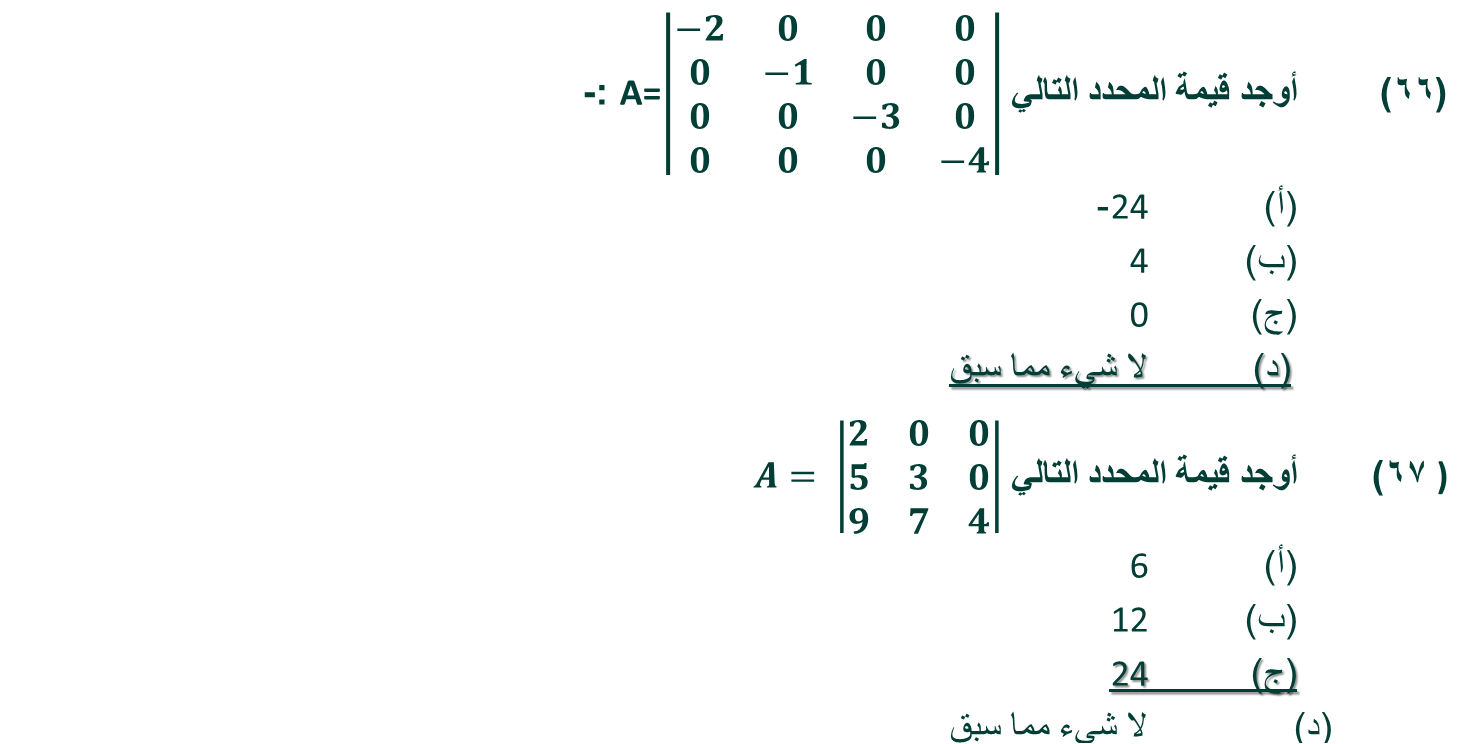 (٦٦) أوجد قيمة المحدد التالي A= :-
−2 0 0 0
0 −1 0 0
0 0 −3 0
0 0 0 −4
(أ) -24
(ب) 4
(ج) 0
(د) لا شيء مما سبق
(٦٧ ) أوجد قيمة المحدد التالي A =
2 0 0
5 3 0
9 7 4
(أ) 6
(ب) 12
(ج) 24
(د) لا شيء مما سبق